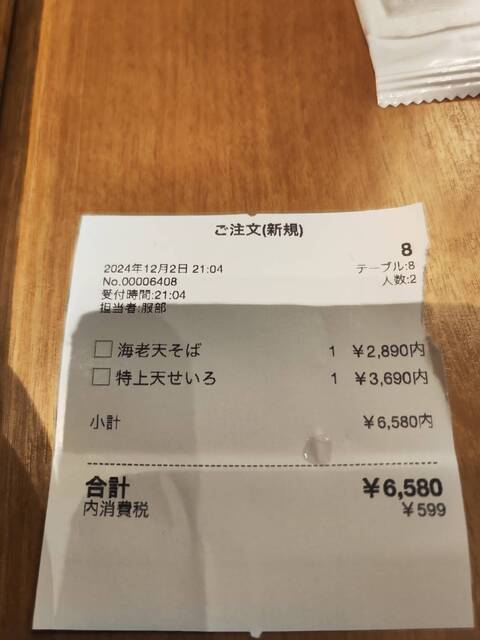 ご注文(新規)
8
2024年12月2日 21:04 テーブル:8
No.00006408 人数:2
受付時間:21:04
担当者:服部
海老天そば 1 ¥2,890内
特上天せいろ 1 ¥3,690内
小計 ¥6,580内
合計 ¥6,580
内消費税 ¥599